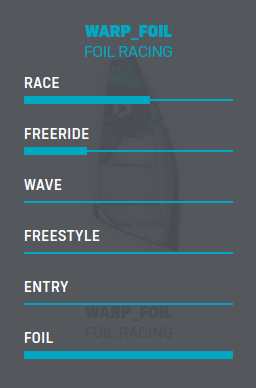 WARP_FOIL
FOIL RACING
RACE
FREERIDE
WAVE
FREESTYLE
ENTRY
WARP_FOIL
FOIL RACING
FOIL